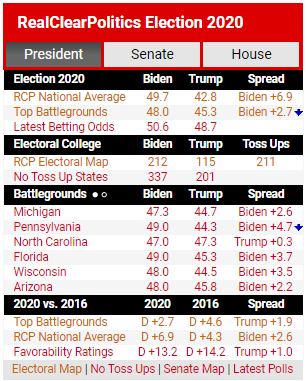 RealClearPolitics Election 2020
President Senate House
Election 2020 Biden Trump Spread
RCP National Average 49.7 42.8 Biden +6.9
Top Battlegrounds 48.0 45.3 Biden +2.7
Latest Betting Odds 50.6 48.7
Electoral College Biden Trump Toss Ups
RCP Electoral Map 212 115 211
No Toss Up States 337 201
Battlegrounds Biden Trump Spread
Michigan 47.3 44.7 Biden +2.6
Pennsylvania 49.0 44.3 Biden +4.7
North Carolina 47.0 47.3 Trump +0.3
Florida 49.0 45.3 Biden +3.7
Wisconsin 48.0 44.5 Biden +3.5
Arizona 48.0 45.8 Biden +2.2
2020 vs. 2016 2020 2016 Spread
Top Battlegrounds D +2.7 D +4.6 Trump +1.9
RCP National Average D +6.9 D +4.3 Biden +2.6
Favorability Ratings D +13.2 D +14.2 Trump +1.0
Electoral Map | No Toss Ups | Senate Map | Latest Polls